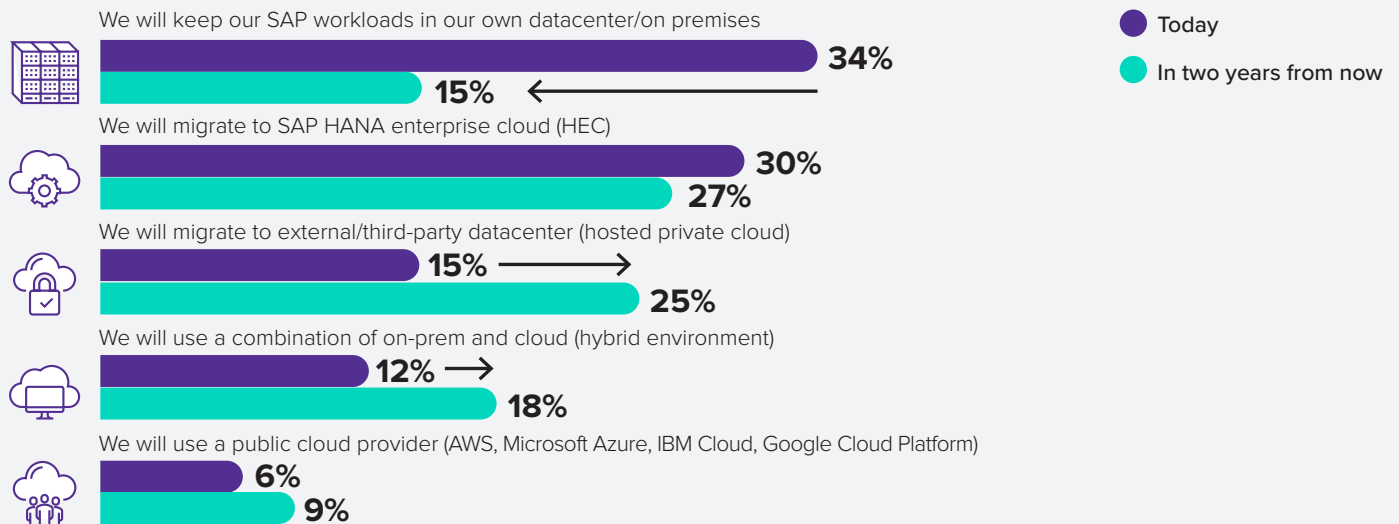 We will keep our SAP workloads in our own datacenter/on premises
34%
15%
We will migrate to SAP HANA enterprise cloud (HEC)
30%
27%
We will migrate to external/third-party datacenter (hosted private cloud)
15%
25%
We will use a combination of on-prem and cloud (hybrid environment)
12%
18%
We will use a public cloud provider (AWS, Microsoft Azure, IBM Cloud, Google Cloud Platform)
6%
9%
Today
In two years from now